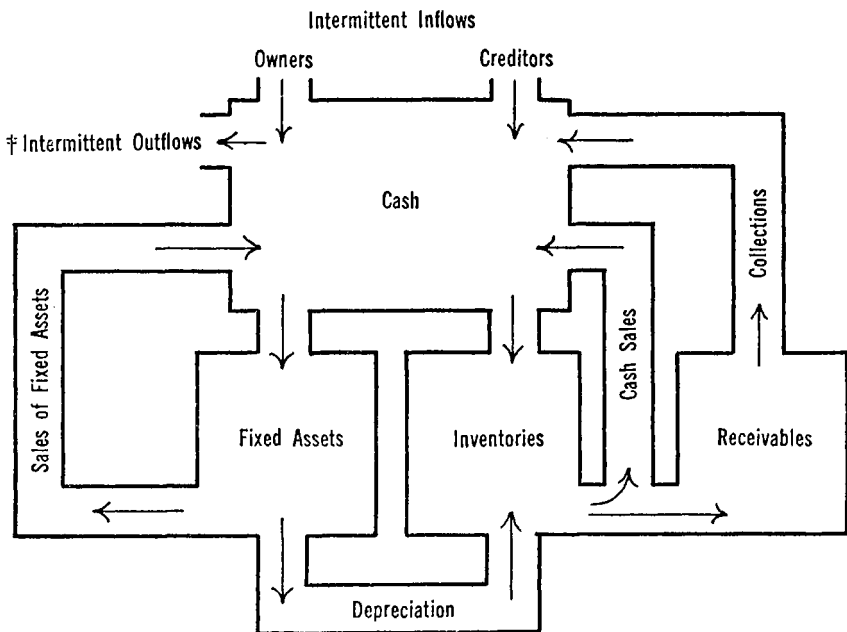 Intermittent Inflows
Owners
Creditors
‡ Intermittent Outflows
Cash
Collections
Sales of Fixed Assets
Cash Sales
Fixed Assets
Inventories
Receivables
Depreciation